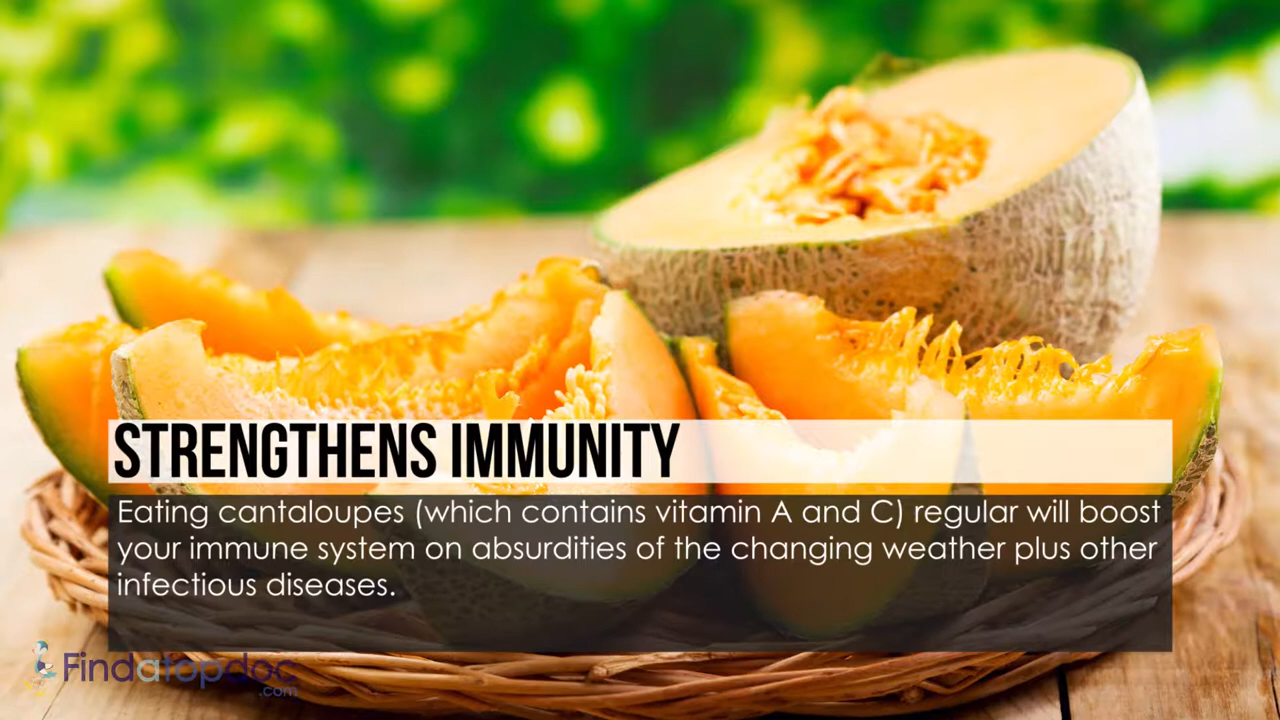 STRENGTHENS IMMUNITY
Eating cantaloupes (which contains vitamin A and C) regular will boost
your immune system on absurdities of the changing weather plus other
infectious diseases.
Findatopdoc
.com